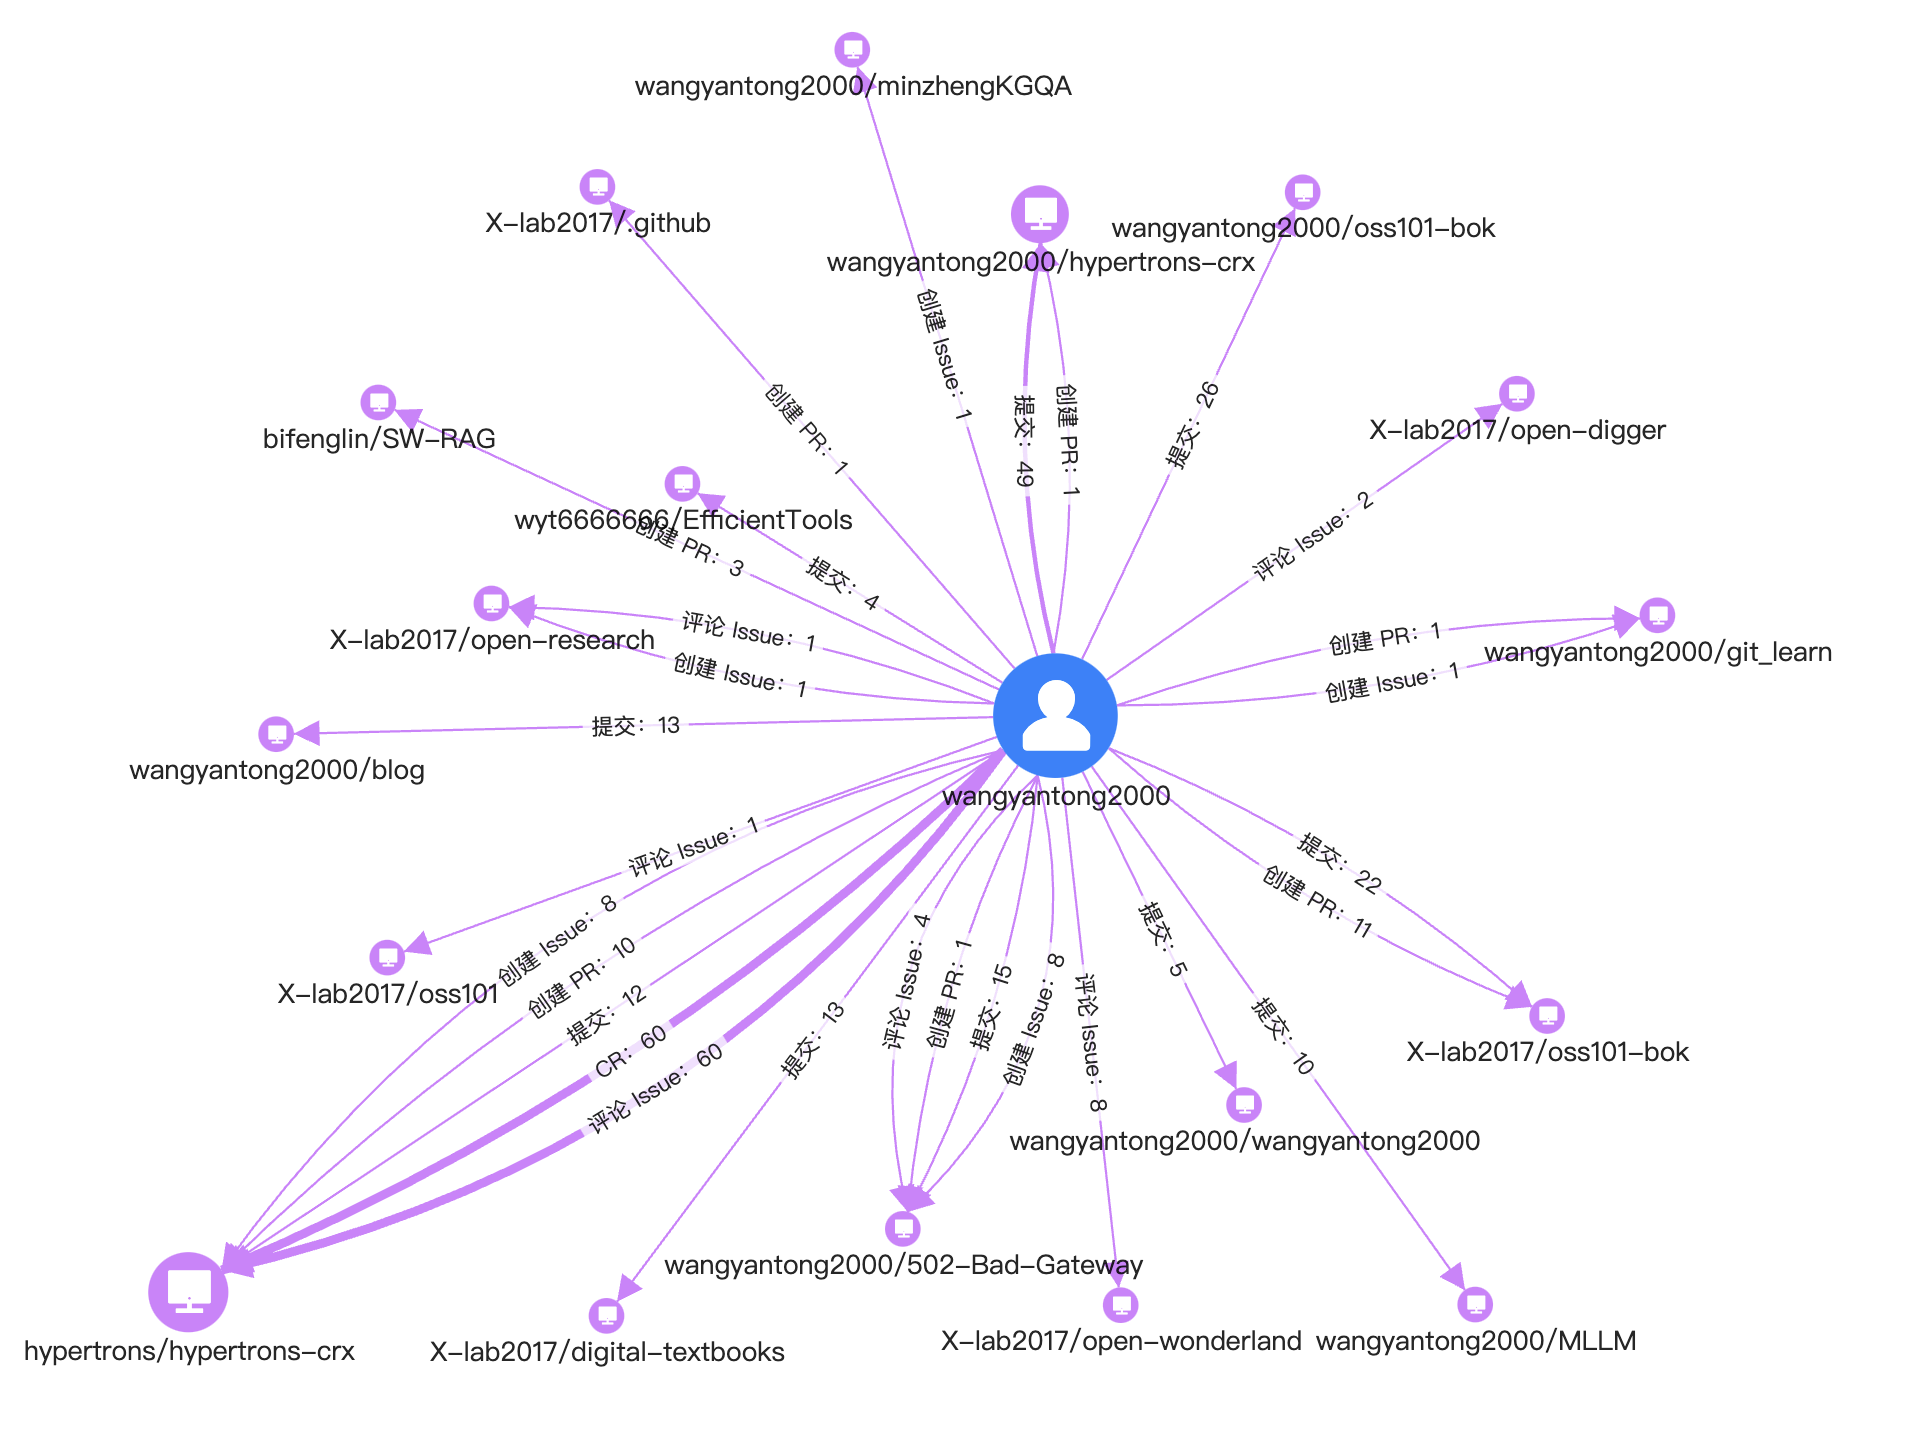 wangyantong2000/minzhengKGQA
X-lab2017/.github
wangyantong2000/oss101-bok
wangyantong2000/hypertrons-crx
创建 Issue：1
创建 PR：1
提交：49
创建 PR：1
提交：26
X-lab2017/open-digger
bifenglin/SW-RAG
wyt6666666/EfficientTools
创建 PR：3
提交：4
评论 Issue：2
X-lab2017/open-research
评论 Issue：1
创建 Issue：1
创建 PR：1
创建 Issue：1
wangyantong2000/git_learn
提交：13
wangyantong2000/blog
wangyantong2000
评论 Issue：1
X-lab2017/oss101
创建 Issue：8
创建 PR：10
提交：12
CR：60
评论 Issue：60
提交：13
评论 Issue：4
创建 PR：1
提交：15
创建 Issue：8
评论 Issue：8
提交：5
提交：10
提交：22
创建 PR：11
X-lab2017/oss101-bok
wangyantong2000/wangyantong2000
wangyantong2000/502-Bad-Gateway
hypertrons/hypertrons-crx
X-lab2017/digital-textbooks
X-lab2017/open-wonderland
wangyantong2000/MLLM